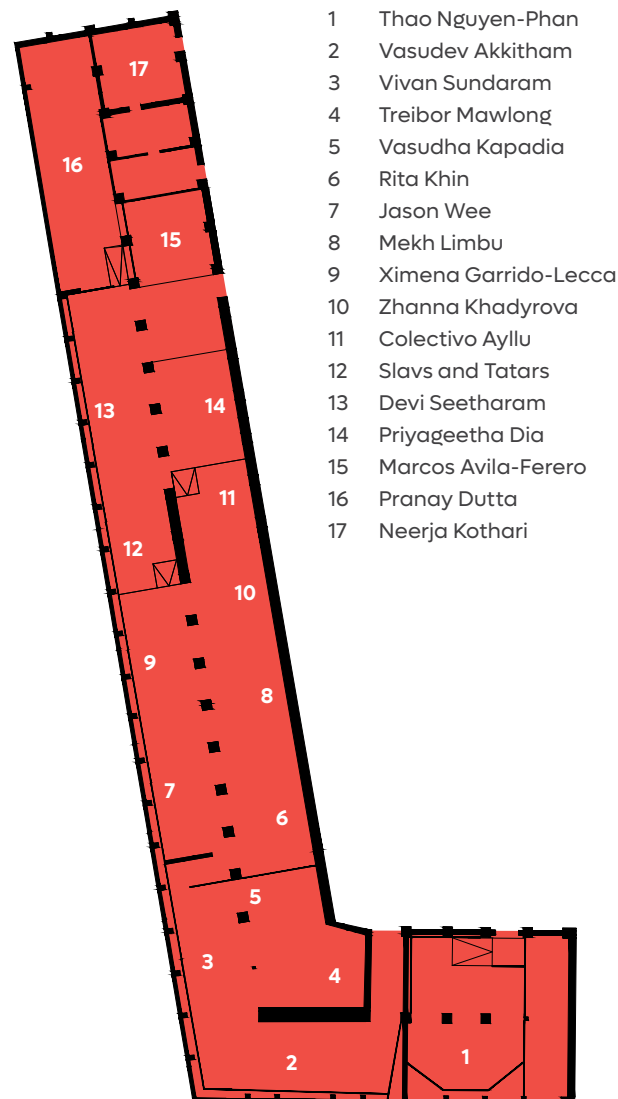 1 Thao Nguyen-Phan
2 Vasudev Akkitham
3 Vivan Sundaram
4 Treibor Mawlong
5 Vasudha Kapadia
6 Rita Khin
7 Jason Wee
8 Mekh Limbu
9 Ximena Garrido-Lecca
10 Zhanna Khadyrova
11 Colectivo Ayllu
12 Slavs and Tatars
13 Devi Seetharam
14 Priyageetha Dia
15 Marcos Avila-Ferero
16 Pranay Dutta
17 Neerja Kothari
17
16
15
13
14
11
12
10
9
8
7
6
5
3
4
1
2